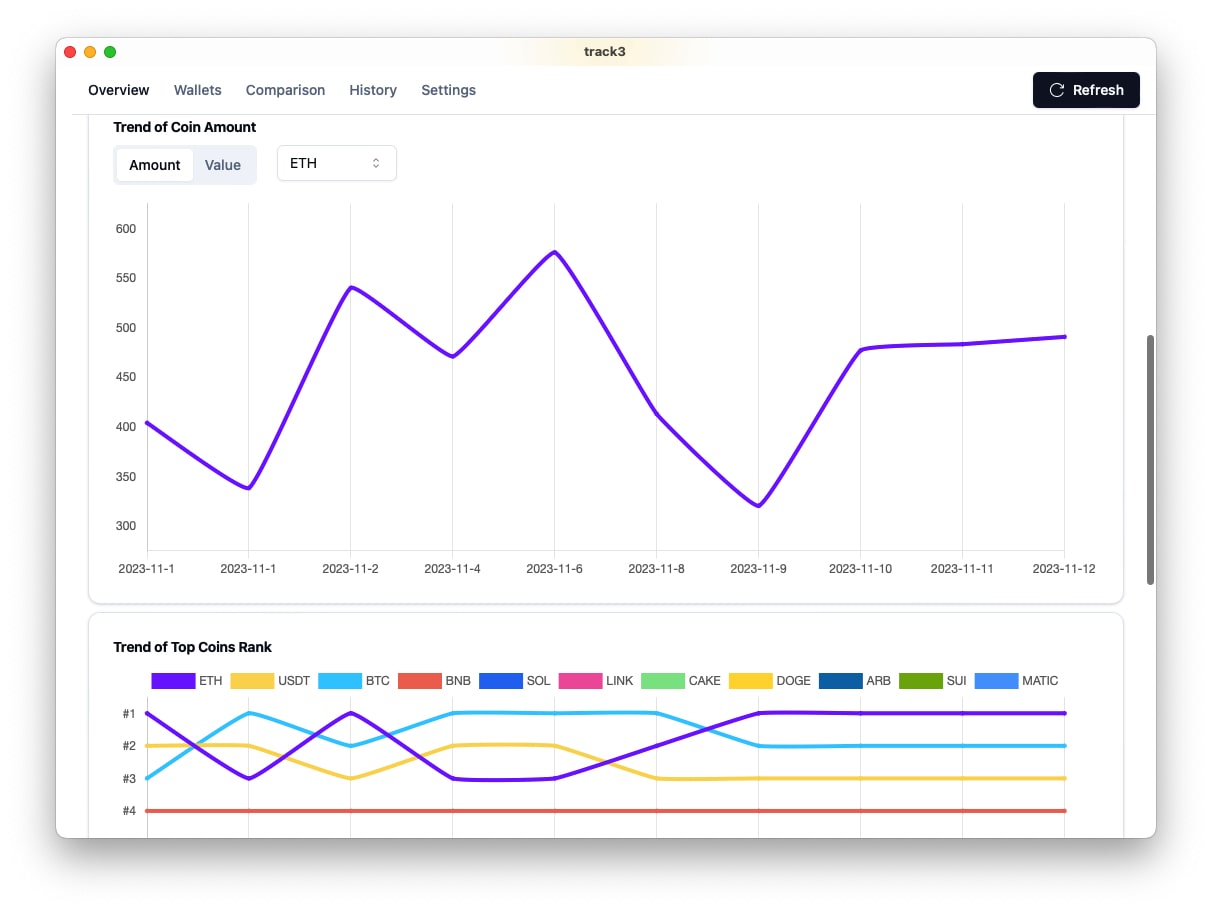 track3
Overview Wallets Comparison History Settings Refresh
Trend of Coin Amount
Amount Value ETH
600
550
500
450
400
350
300
2023-11-1 2023-11-1 2023-11-2 2023-11-4 2023-11-6 2023-11-8 2023-11-9 2023-11-10 2023-11-11 2023-11-12
Trend of Top Coins Rank
ETH USDT BTC BNB SOL LINK CAKE DOGE ARB SUI MATIC
#1
#2
#3
#4